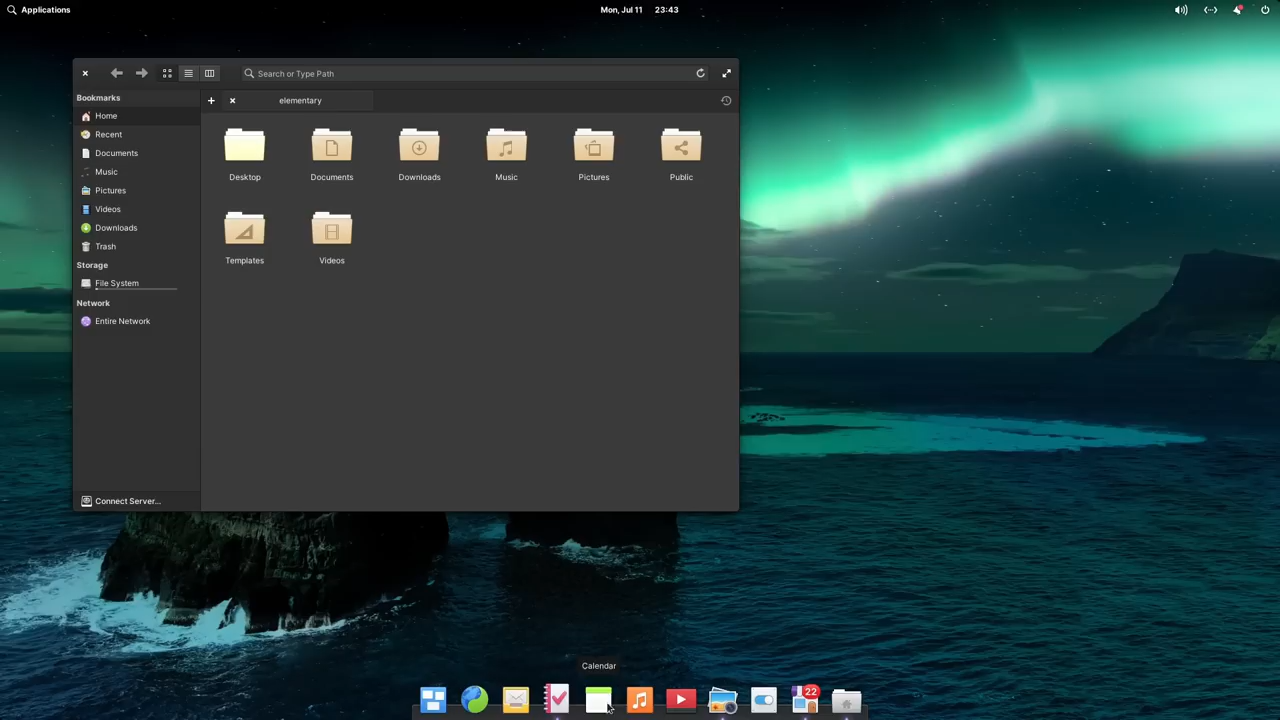 Applications
Mon, Jul 11 23:43
Search or Type Path
elementary
Bookmarks
Home
Recent
Documents
Music
Pictures
Videos
Downloads
Trash
Storage
File System
Network
Entire Network
Connect Server...
Desktop
Documents
Downloads
Music
Pictures
Public
Templates
Videos
Calendar
22